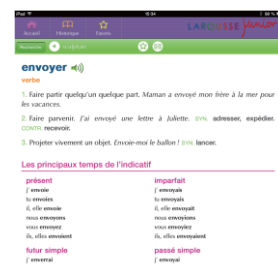 iPad
15:34
LAROUSSE Junior
Accueil Historique Favoris
Recherche
envoyer
verbe
1. Faire partir quelqu'un quelque part. Maman a envoyé mon frère à la mer pour
les vacances.
2. Faire parvenir. J'ai envoyé une lettre à Juliette. SYN. adresser, expédier.
CONTR. recevoir.
3. Projeter vivement un objet. Envoie-moi le ballon ! SYN. lancer.
Les principaux temps de l'indicatif
présent
j' envoie
tu envoies
il, elle envoie
nous envoyons
vous envoyez
ils, elles envoient
futur simple
j' enverrai
imparfait
j' envoyais
tu envoyais
il, elle envoyait
nous envoyions
vous envoyiez
ils, elles envoyaient
passé simple
j' envoyai